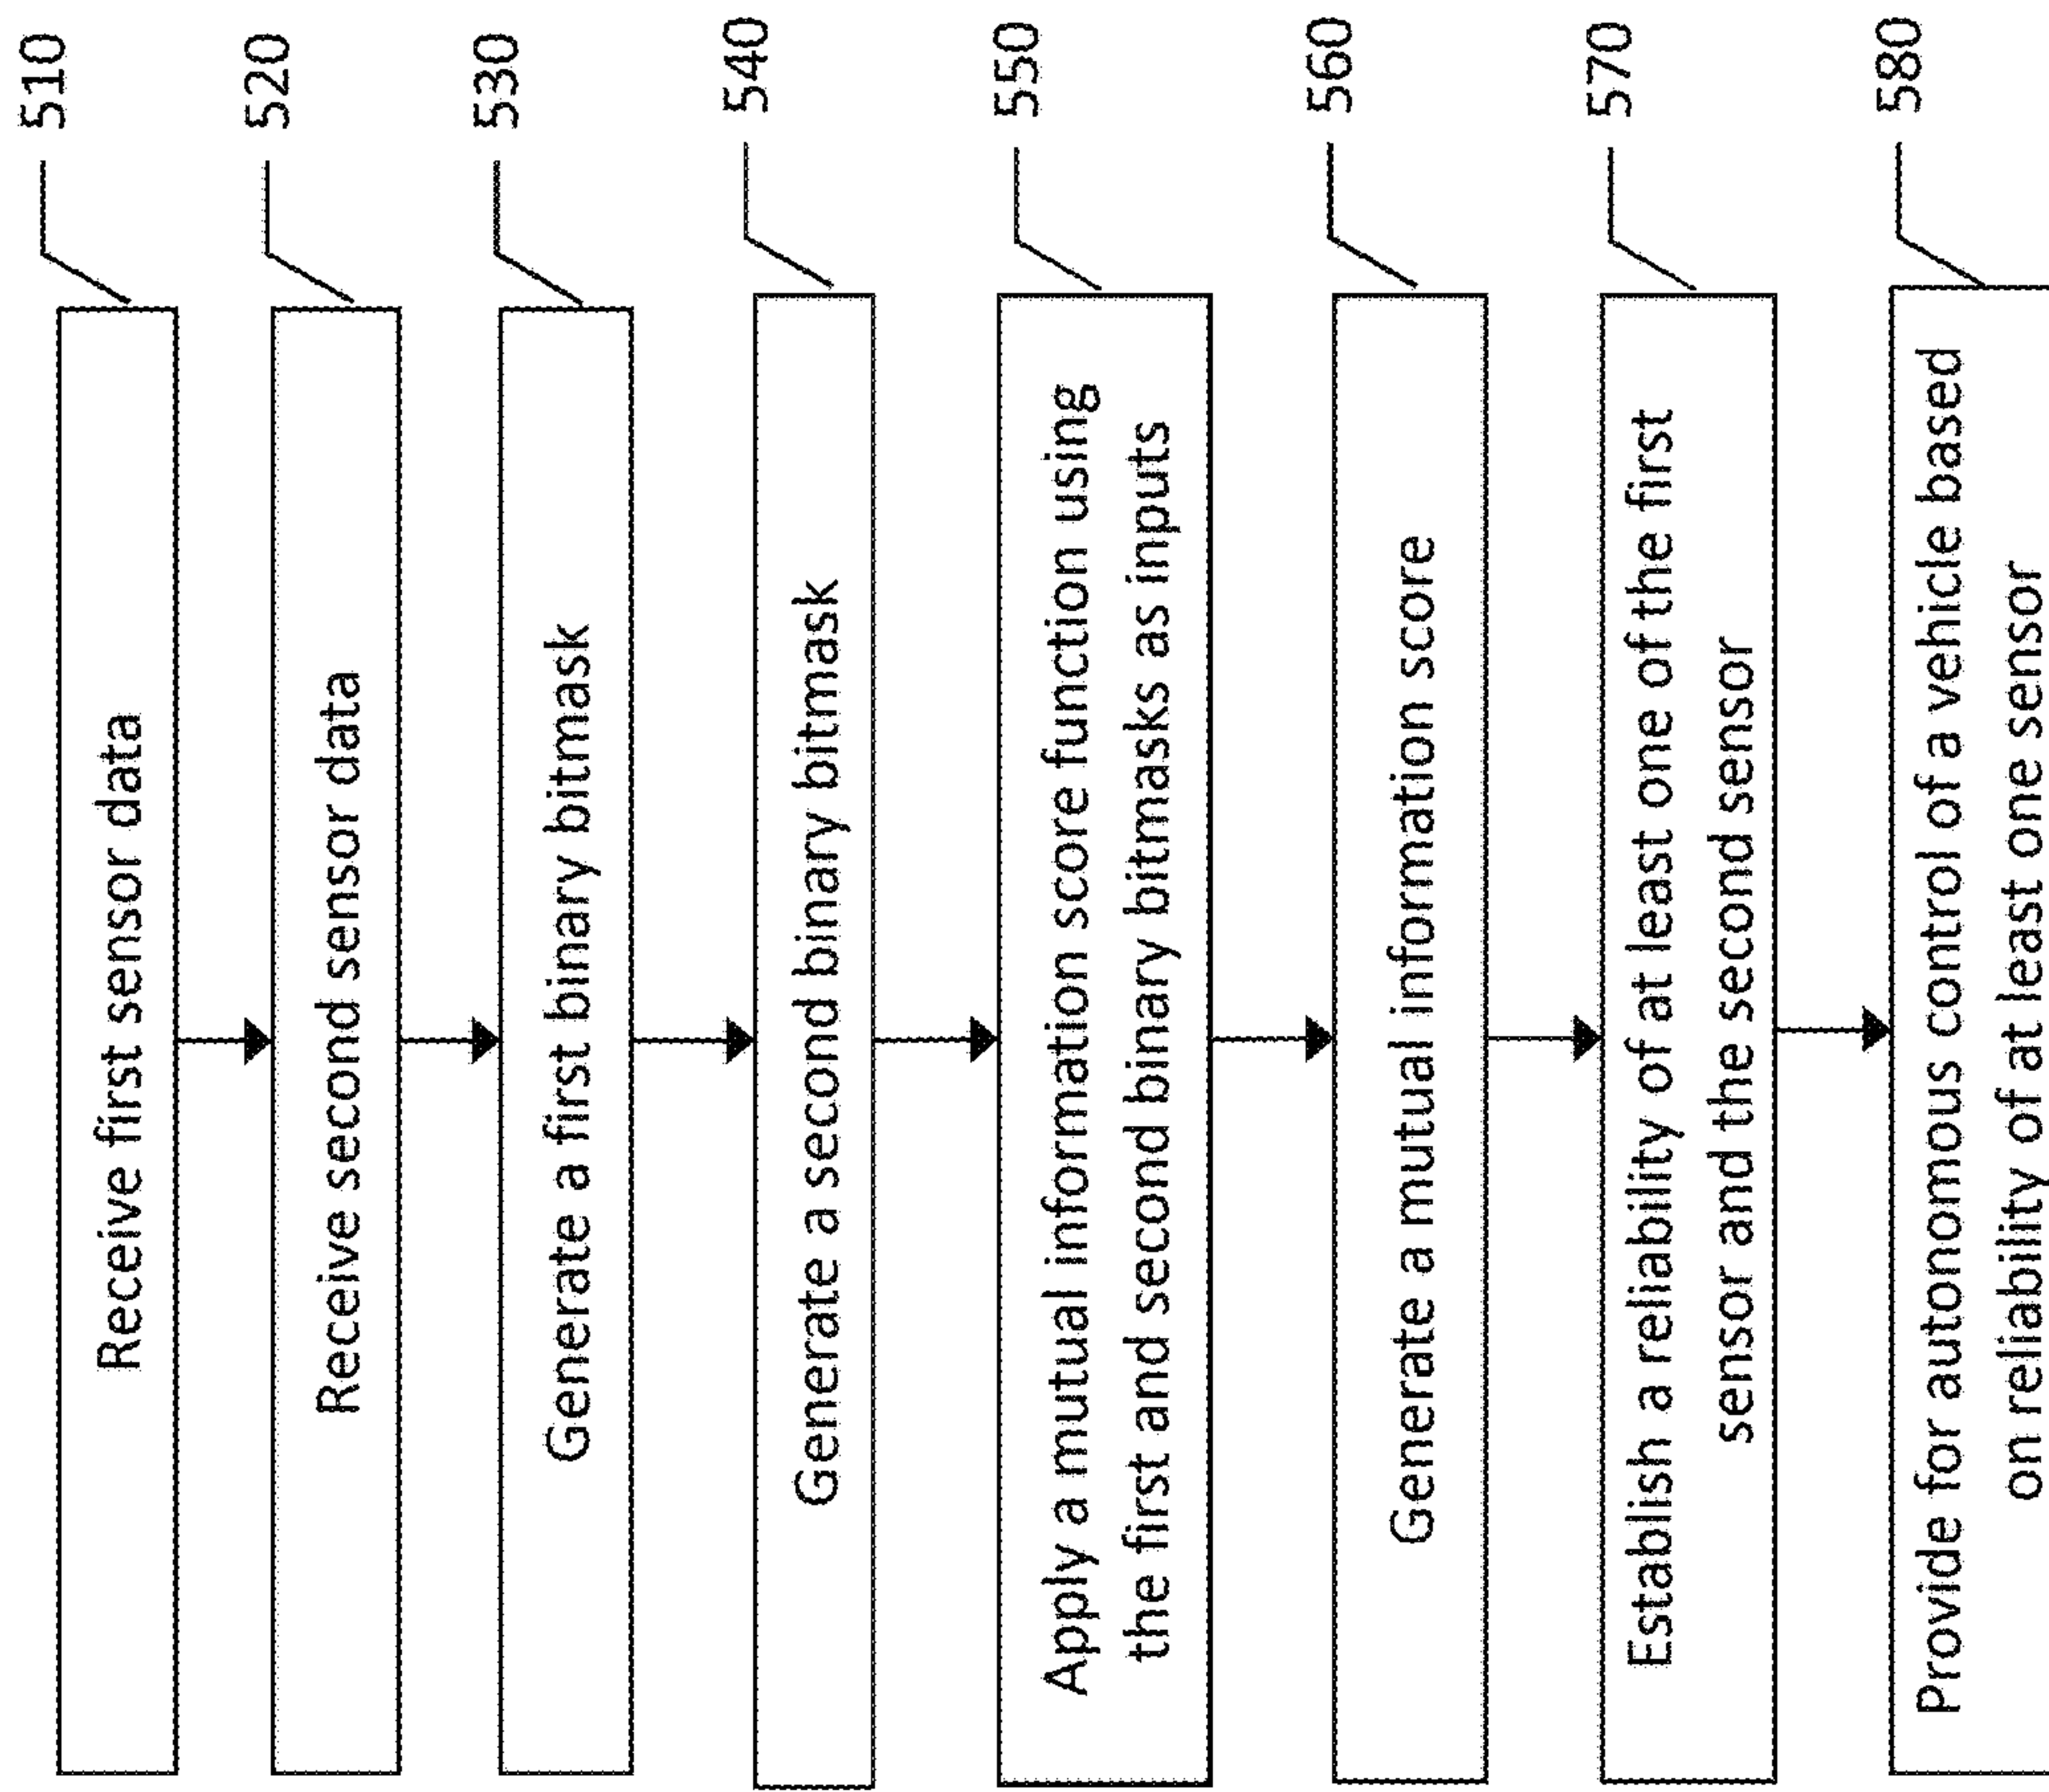 Receive first sensor data
510
Receive second sensor data
520
Generate a first binary bitmask
530
Generate a second binary bitmask
540
Apply a mutual information score function using
the first and second binary bitmasks as inputs
550
Generate a mutual information score
560
Establish a reliability of at least one of the first
sensor and the second sensor
570
Provide for autonomous control of a vehicle based
on reliability of at least one sensor
580